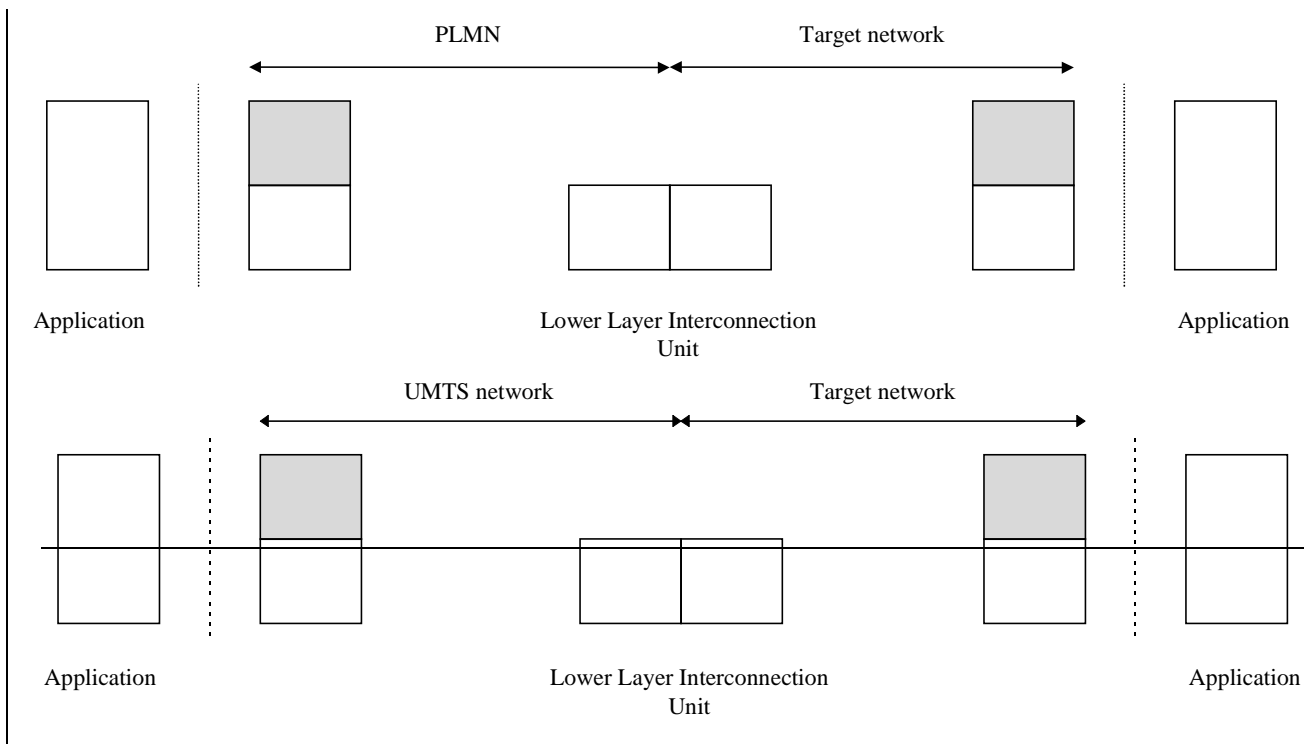 PLMN
Target network
Application
Lower Layer Interconnection
Unit
Application
UMTS network
Target network
Application
Lower Layer Interconnection
Unit
Application